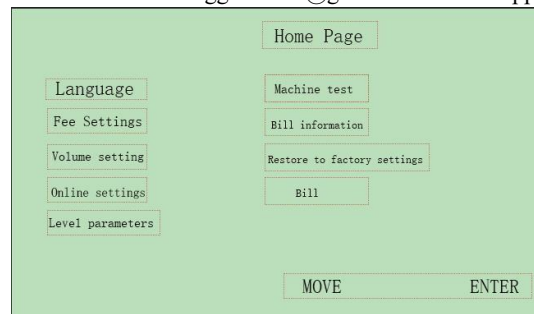 Home Page
Language
Fee Settings
Volume setting
Online settings
Level parameters
Machine test
Bill information
Restore to factory settings
Bill
MOVE ENTER